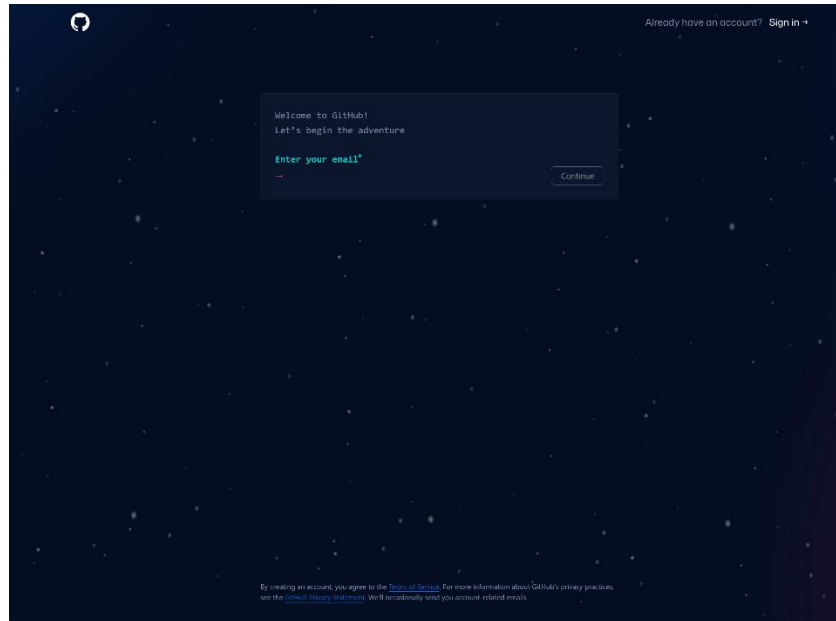 Already have an account? Sign in →
Welcome to GitHub!
Let's begin the adventure
Enter your email*
→
Continue
By creating an account, you agree to the Terms of Service. For more information about GitHub's privacy practices,
see the GitHub Privacy Statement. We'll occasionally send you account-related emails.